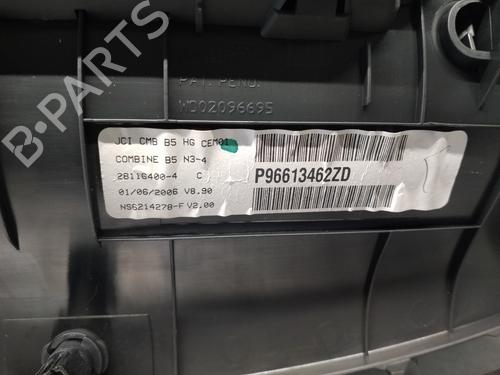 PAT. PEND.
WO02096695
JCI CMB B5 HG CEM01
COMBINE B5 N3-4
28116400-4 C
01/06/2006 V8.90
NS6214278-F V2.00
P96613462ZD
B-Parts